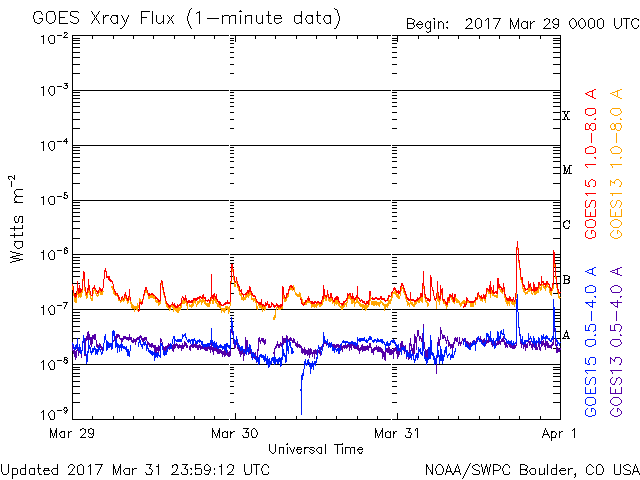 GOES Xray Flux (1-minute data)
Begin: 2017 Mar 29 0000 UTC
10-2
10-3
10-4
10-5
10-6
10-7
10-8
10-9
Watts m-2
X
M
C
B
A
GOES15 1.0-8.0 A
GOES13 1.0-8.0 A
GOES15 0.5-4.0 A
GOES13 0.5-4.0 A
Mar 29
Mar 30
Mar 31
Apr 1
Universal Time
Updated 2017 Mar 31 23:59:12 UTC
NOAA/SWPC Boulder, CO USA